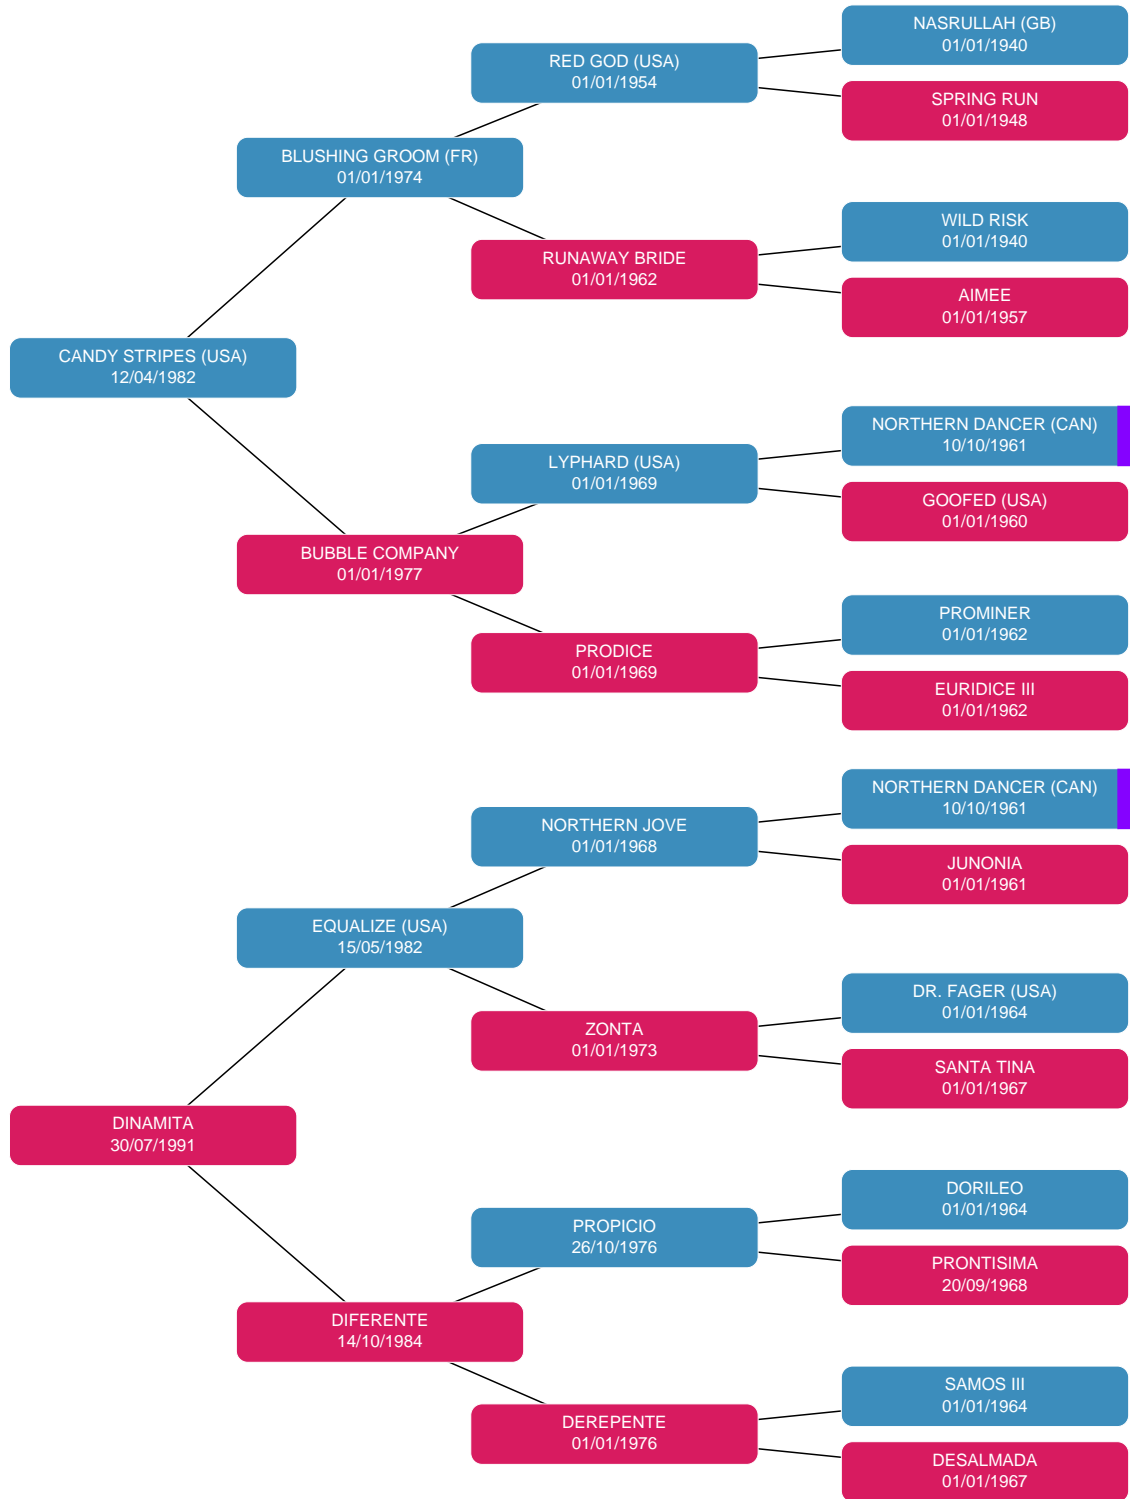 NASRULLAH (GB)
01/01/1940
RED GOD (USA)
01/01/1954
SPRING RUN
01/01/1948
BLUSHING GROOM (FR)
01/01/1974
WILD RISK
01/01/1940
RUNAWAY BRIDE
01/01/1962
AIMEE
01/01/1957
CANDY STRIPES (USA)
12/04/1982
NORTHERN DANCER (CAN)
10/10/1961
LYPHARD (USA)
01/01/1969
GOOFED (USA)
01/01/1960
BUBBLE COMPANY
01/01/1977
PROMINER
01/01/1962
PRODICE
01/01/1969
EURIDICE III
01/01/1962
NORTHERN DANCER (CAN)
10/10/1961
NORTHERN JOVE
01/01/1968
JUNONIA
01/01/1961
EQUALIZE (USA)
15/05/1982
DR. FAGER (USA)
01/01/1964
ZONTA
01/01/1973
SANTA TINA
01/01/1967
DINAMITA
30/07/1991
DORILEO
01/01/1964
PROPICIO
26/10/1976
PRONTISIMA
20/09/1968
DIFERENTE
14/10/1984
SAMOS III
01/01/1964
DEREPENTE
01/01/1976
DESALMADA
01/01/1967